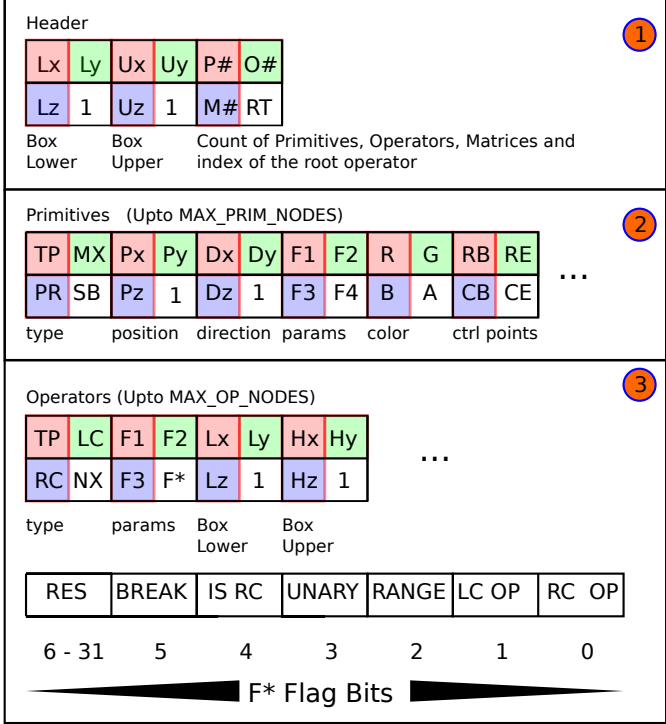 Header
1
Lx Ly Ux Uy P# O#
Lz 1 Uz 1 M# RT
Box Lower
Box Upper
Count of Primitives, Operators, Matrices and
index of the root operator
Primitives (Upto MAX_PRIM_NODES)
2
TP MX Px Py Dx Dy F1 F2 R G RB RE
PR SB Pz 1 Dz 1 F3 F4 B A CB CE
...
type position direction params color ctrl points
Operators (Upto MAX_OP_NODES)
3
TP LC F1 F2 Lx Ly Hx Hy
RC NX F3 F* Lz 1 Hz 1
...
type params Box Box
Lower Upper
RES BREAK IS RC UNARY RANGE LC OP RC OP
6 - 31 5 4 3 2 1 0
F* Flag Bits